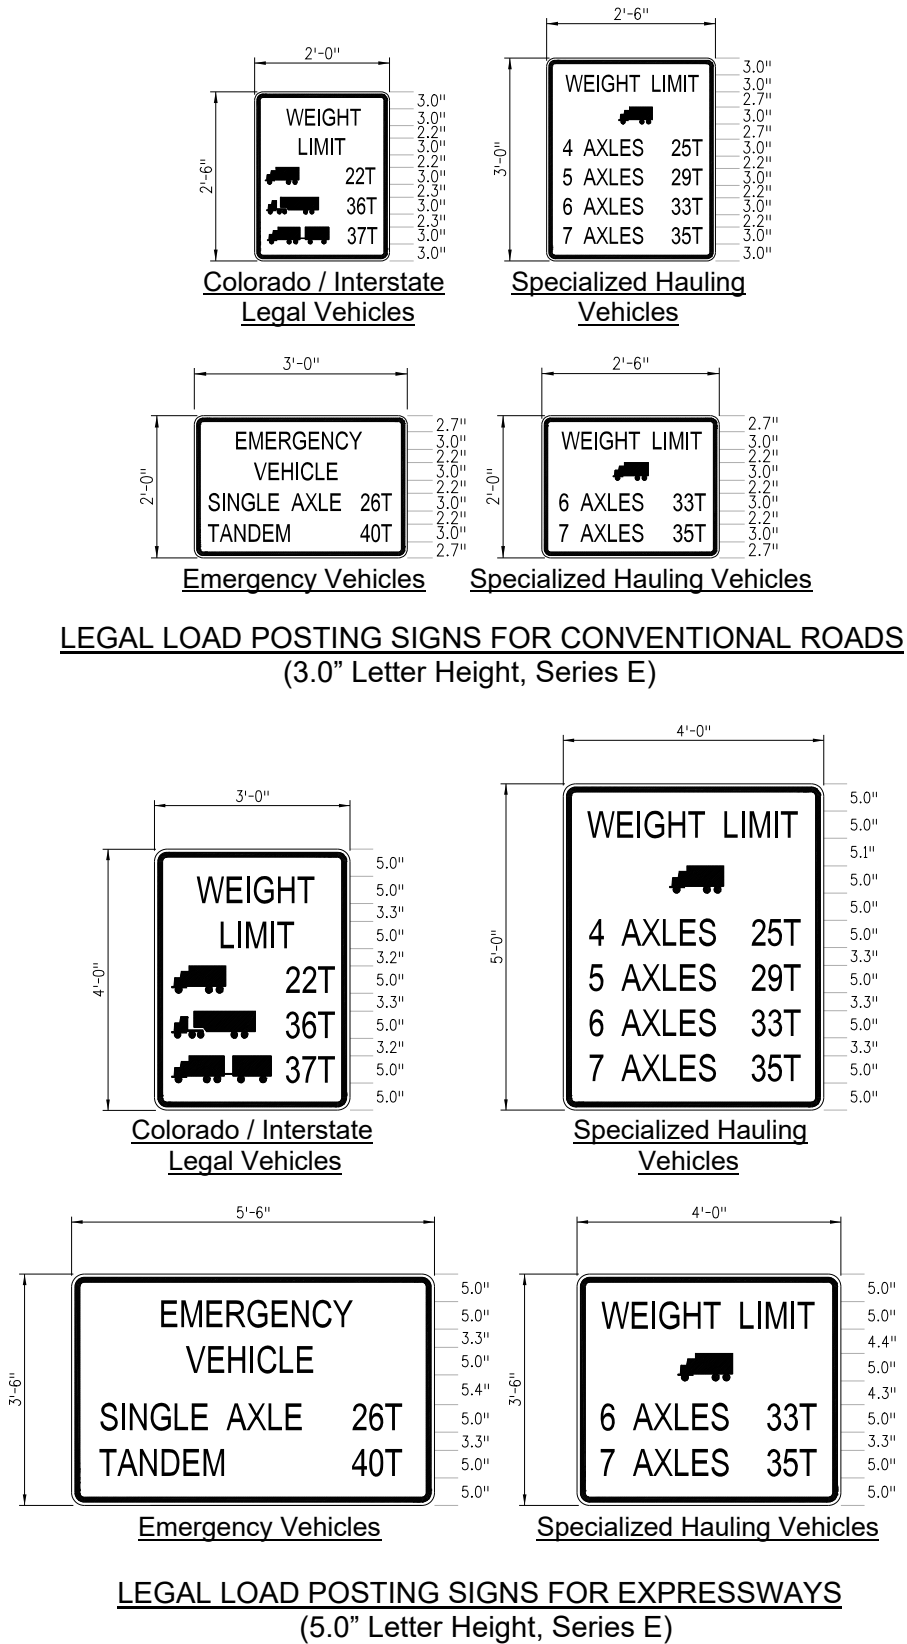 2'-0"
2'-6"
WEIGHT
LIMIT
22T
36T
37T
3.0"
3.0"
2.2"
3.0"
2.2"
3.0"
2.3"
3.0"
2.3"
3.0"
3.0"
Colorado / Interstate
Legal Vehicles
2'-6"
3'-0"
WEIGHT LIMIT
4 AXLES 25T
5 AXLES 29T
6 AXLES 33T
7 AXLES 35T
3.0"
3.0"
2.7"
3.0"
2.7"
3.0"
2.2"
3.0"
2.2"
3.0"
2.2"
3.0"
3.0"
Specialized Hauling
Vehicles
3'-0"
2'-0"
EMERGENCY
VEHICLE
SINGLE AXLE 26T
TANDEM 40T
2.7"
3.0"
2.2"
3.0"
2.2"
3.0"
2.2"
3.0"
2.7"
Emergency Vehicles
2'-6"
2'-0"
WEIGHT LIMIT
6 AXLES 33T
7 AXLES 35T
2.7"
3.0"
2.2"
3.0"
2.2"
3.0"
2.2"
3.0"
2.7"
Specialized Hauling Vehicles
LEGAL LOAD POSTING SIGNS FOR CONVENTIONAL ROADS
(3.0” Letter Height, Series E)
3'-0"
4'-0"
WEIGHT
LIMIT
22T
36T
37T
5.0"
5.0"
3.3"
5.0"
3.2"
5.0"
3.3"
5.0"
3.2"
5.0"
5.0"
Colorado / Interstate
Legal Vehicles
4'-0"
5'-0"
WEIGHT LIMIT
4 AXLES 25T
5 AXLES 29T
6 AXLES 33T
7 AXLES 35T
5.0"
5.0"
5.1"
5.0"
5.0"
5.0"
3.3"
5.0"
3.3"
5.0"
3.3"
5.0"
5.0"
Specialized Hauling
Vehicles
5'-6"
3'-6"
EMERGENCY
VEHICLE
SINGLE AXLE 26T
TANDEM 40T
5.0"
5.0"
3.3"
5.0"
5.4"
5.0"
3.3"
5.0"
5.0"
Emergency Vehicles
4'-0"
3'-6"
WEIGHT LIMIT
6 AXLES 33T
7 AXLES 35T
5.0"
5.0"
4.4"
5.0"
4.3"
5.0"
3.3"
5.0"
5.0"
Specialized Hauling Vehicles
LEGAL LOAD POSTING SIGNS FOR EXPRESSWAYS
(5.0” Letter Height, Series E)